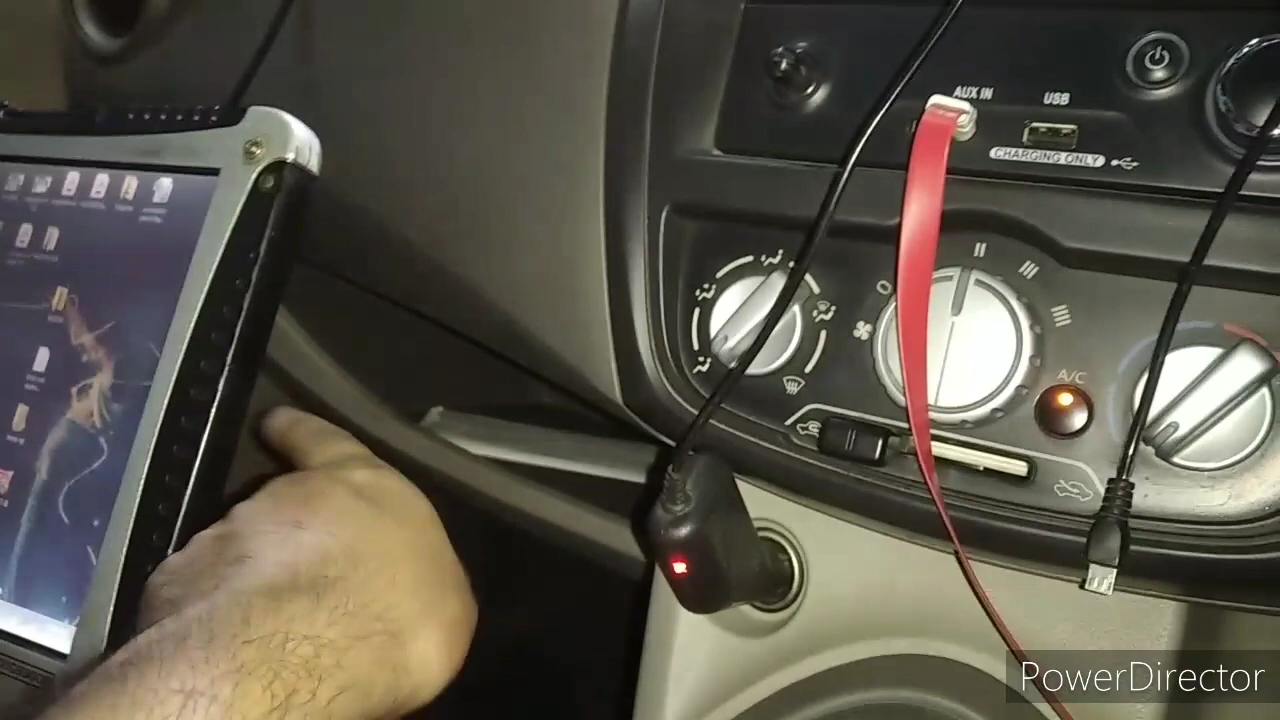 AUX IN
USB
CHARGING ONLY
A/C
PowerDirector